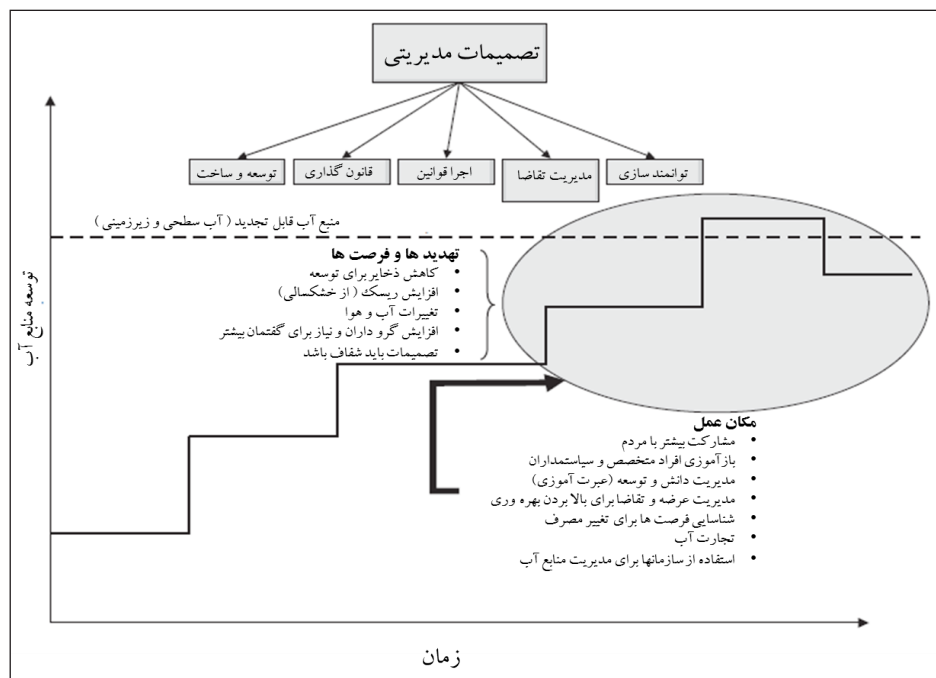 تصمیمات مدیریتی
توانمند سازی
مدیریت تقاضا
اجرا قوانین
قانون گذاری
توسعه و ساخت
منبع آب قابل تجدید ( آب سطحی و زیرزمینی )
توسعه منابع آب
تهدید ها و فرصت ها
• کاهش ذخایر برای توسعه
• افزایش ریسک ( از خشکسالی)
• تغییرات آب و هوا
• افزایش گرو داران و نیاز برای گفتمان بیشتر
• تصمیمات باید شفاف باشد
مکان عمل
• مشارکت بیشتر با مردم
• بازآموزی افراد متخصص و سیاستمداران
• مدیریت دانش و توسعه (عبرت آموزی)
• مدیریت عرضه و تقاضا برای بالا بردن بهره وری
• شناسایی فرصت ها برای تغییر مصرف
• تجارت آب
• استفاده از سازمانها برای مدیریت منابع آب
زمان